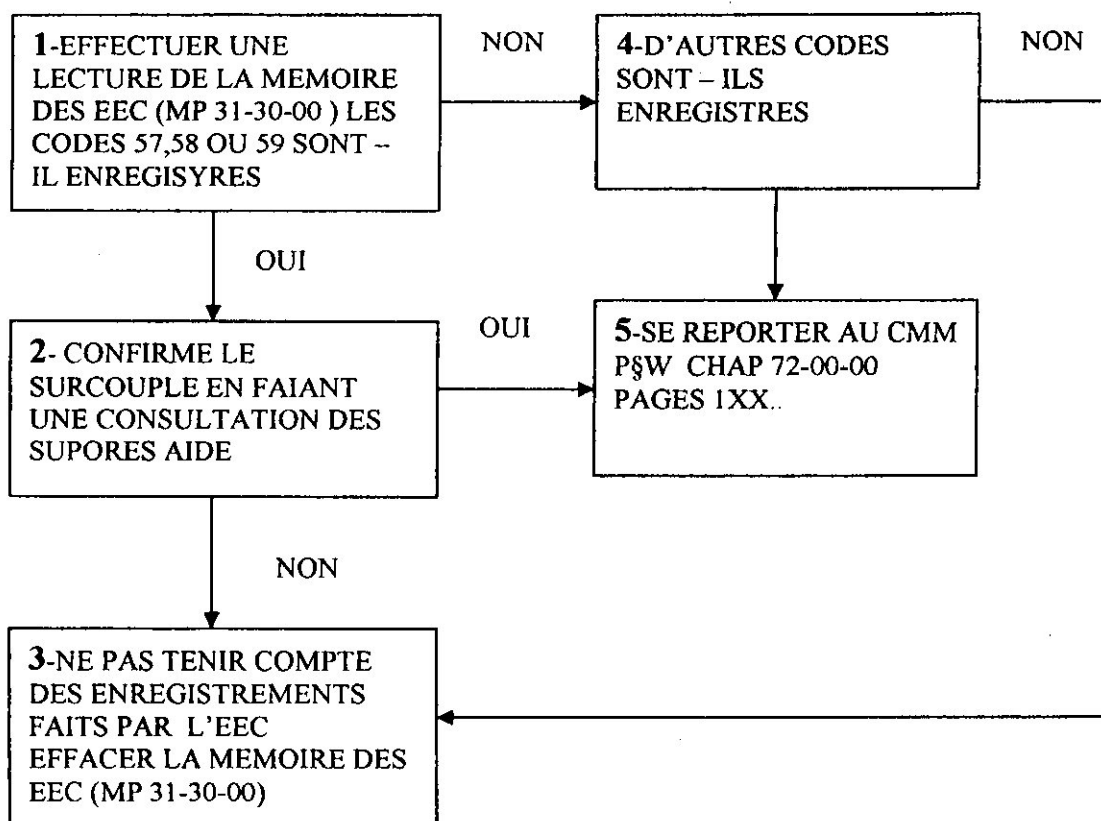 1-EFFECTUER UNE
LECTURE DE LA MEMOIRE
DES EEC (MP 31-30-00 ) LES
CODES 57,58 OU 59 SONT –
IL ENREGISYRES
NON
4-D'AUTRES CODES
SONT – ILS
ENREGISTRES
NON
OUI
2- CONFIRME LE
SURCOUPLE EN FAIANT
UNE CONSULTATION DES
SUPORES AIDE
OUI
5-SE REPORTER AU CMM
P§W CHAP 72-00-00
PAGES 1XX..
NON
3-NE PAS TENIR COMPTE
DES ENREGISTREMENTS
FAITS PAR L'EEC
EFFACER LA MEMOIRE DES
EEC (MP 31-30-00)